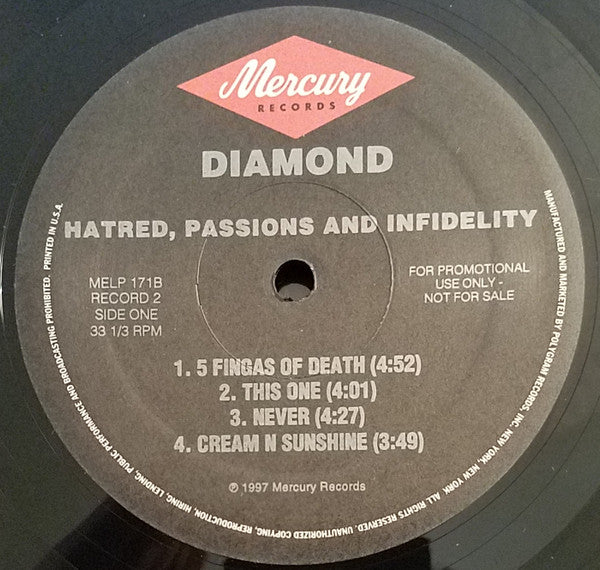 Mercury
RECORDS
DIAMOND
HATRED, PASSIONS AND INFIDELITY
MELP 171B
RECORD 2
SIDE ONE
33 1/3 RPM
FOR PROMOTIONAL
USE ONLY -
NOT FOR SALE
1. 5 FINGAS OF DEATH (4:52)
2. THIS ONE (4:01)
3. NEVER (4:27)
4. CREAM N SUNSHINE (3:49)
℗ 1997 Mercury Records
MANUFACTURED AND MARKETED BY POLYGRAM RECORDS, INC. NEW YORK, NEW YORK. ALL RIGHTS RESERVED. UNAUTHORIZED COPYING, REPRODUCTION, HIRING, LENDING, PUBLIC PERFORMANCE AND BROADCASTING PROHIBITED. PRINTED IN U.S.A.